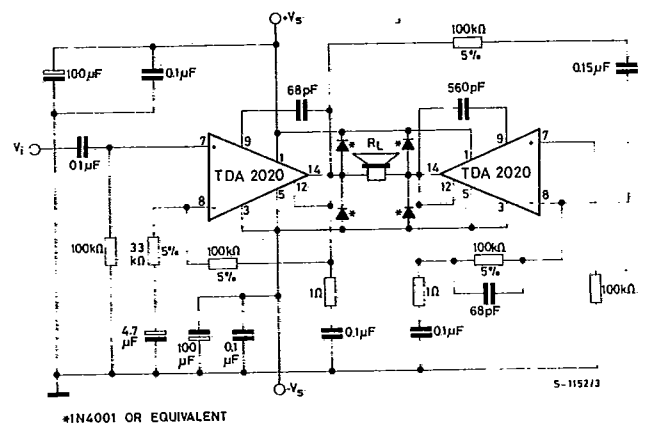 +Vs
100kΩ
5%
0.15µF
100µF
0.1µF
68pF
560pF
Vi
0.1µF
7
9
TDA 2020
1
14
12
5
8
3
*
*
RL
*
*
9
7
TDA 2020
1
14
12
5
8
3
100kΩ
33
kΩ
5%
100kΩ
5%
1Ω
1Ω
100kΩ
5%
68pF
100kΩ
4.7
µF
100
µF
0.1
µF
0.1µF
0.1µF
-Vs
S-1152/3
*1N4001 OR EQUIVALENT